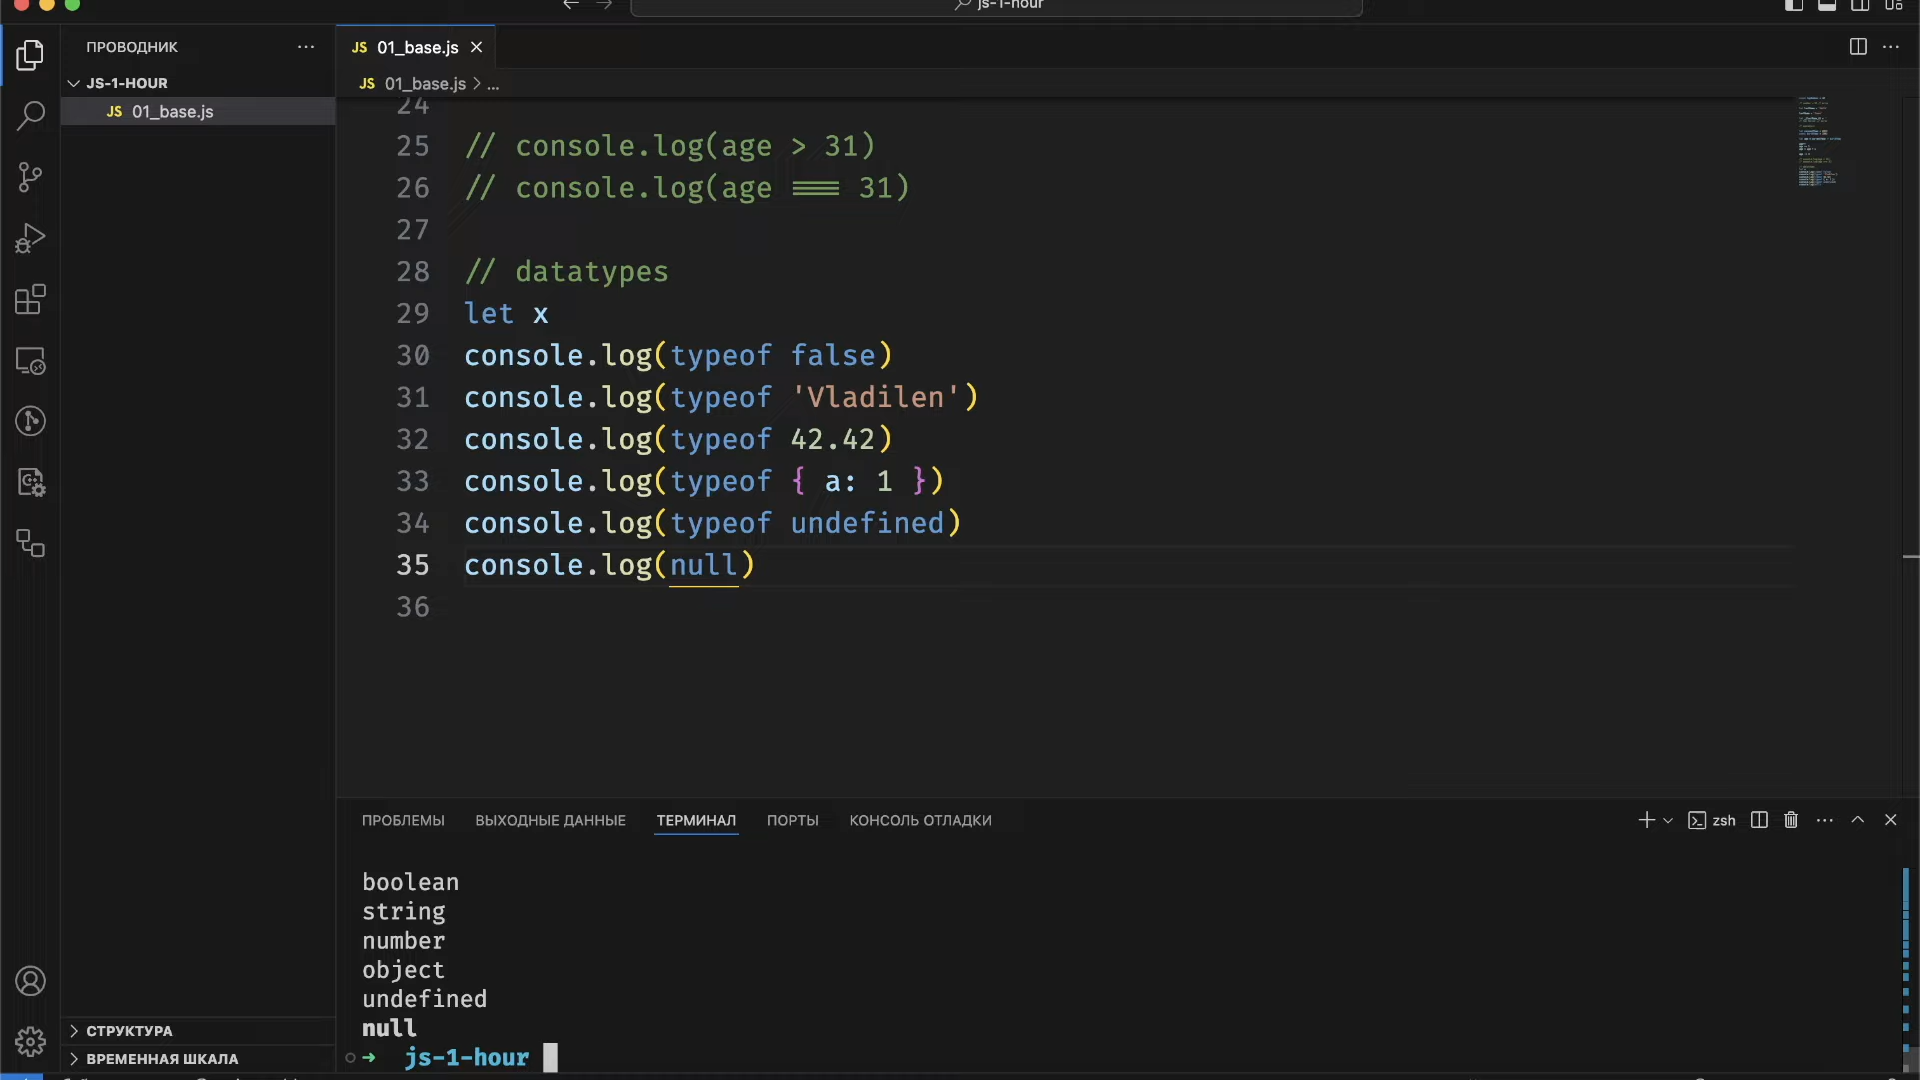 js-1-hour
ПРОВОДНИК
JS-1-HOUR
JS 01_base.js
СТРУКТУРА
ВРЕМЕННАЯ ШКАЛА
JS 01_base.js
JS 01_base.js > ...
24
25 // console.log(age > 31)
26 // console.log(age === 31)
27
28 // datatypes
29 let x
30 console.log(typeof false)
31 console.log(typeof 'Vladilen')
32 console.log(typeof 42.42)
33 console.log(typeof { a: 1 })
34 console.log(typeof undefined)
35 console.log(null)
36
ПРОБЛЕМЫ ВЫХОДНЫЕ ДАННЫЕ ТЕРМИНАЛ ПОРТЫ КОНСОЛЬ ОТЛАДКИ zsh
boolean
string
number
object
undefined
null
➜ js-1-hour